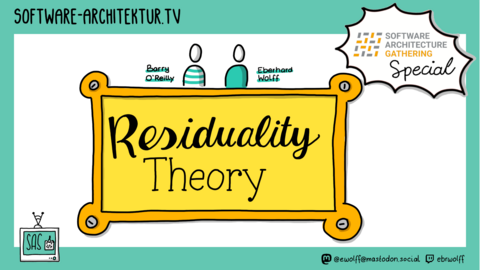 SOFTWARE-ARCHITEKTUR.TV
SOFTWARE
ARCHITECTURE
GATHERING
Special
Barry
O'Reilly
Eberhard
Wolff
Residuality
Theory
SAS
@ewolff@mastodon.social
ebrwolff